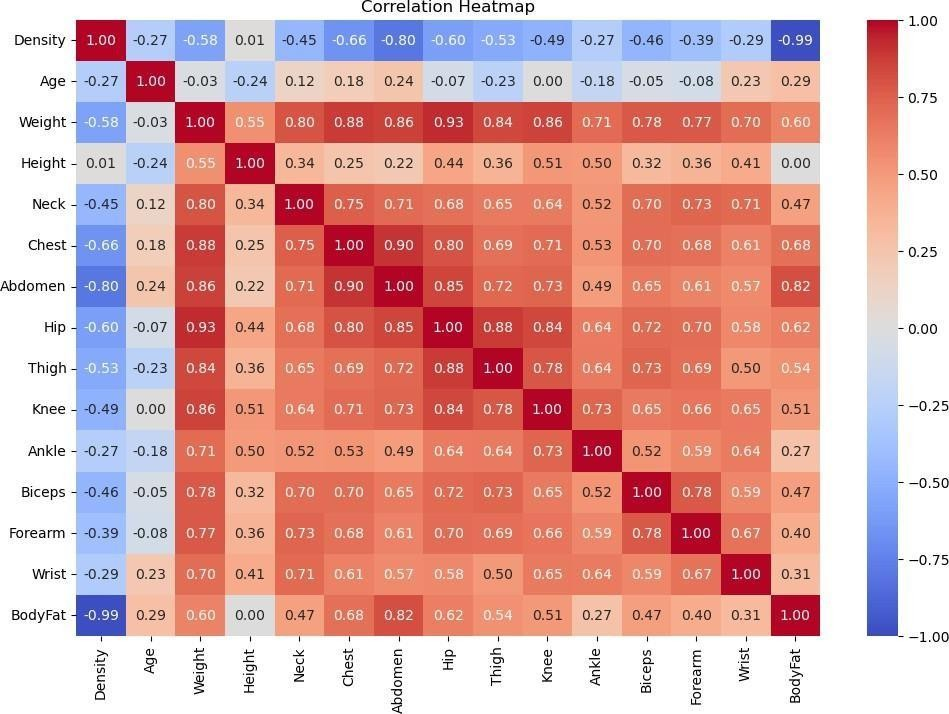 Correlation Heatmap
Density 1.00 -0.27 -0.58 0.01 -0.45 -0.66 -0.80 -0.60 -0.53 -0.49 -0.27 -0.46 -0.39 -0.29 -0.99
Age -0.27 1.00 -0.03 -0.24 0.12 0.18 0.24 -0.07 -0.23 0.00 -0.18 -0.05 -0.08 0.23 0.29
Weight -0.58 -0.03 1.00 0.55 0.80 0.88 0.86 0.93 0.84 0.86 0.71 0.78 0.77 0.70 0.60
Height 0.01 -0.24 0.55 1.00 0.34 0.25 0.22 0.44 0.36 0.51 0.50 0.32 0.36 0.41 0.00
Neck -0.45 0.12 0.80 0.34 1.00 0.75 0.71 0.68 0.65 0.64 0.52 0.70 0.73 0.71 0.47
Chest -0.66 0.18 0.88 0.25 0.75 1.00 0.90 0.80 0.69 0.71 0.53 0.70 0.68 0.61 0.68
Abdomen -0.80 0.24 0.86 0.22 0.71 0.90 1.00 0.85 0.72 0.73 0.49 0.65 0.61 0.57 0.82
Hip -0.60 -0.07 0.93 0.44 0.68 0.80 0.85 1.00 0.88 0.84 0.64 0.72 0.70 0.58 0.62
Thigh -0.53 -0.23 0.84 0.36 0.65 0.69 0.72 0.88 1.00 0.78 0.64 0.73 0.69 0.50 0.54
Knee -0.49 0.00 0.86 0.51 0.64 0.71 0.73 0.84 0.78 1.00 0.73 0.65 0.66 0.65 0.51
Ankle -0.27 -0.18 0.71 0.50 0.52 0.53 0.49 0.64 0.64 0.73 1.00 0.52 0.59 0.64 0.27
Biceps -0.46 -0.05 0.78 0.32 0.70 0.70 0.65 0.72 0.73 0.65 0.52 1.00 0.78 0.59 0.47
Forearm -0.39 -0.08 0.77 0.36 0.73 0.68 0.61 0.70 0.69 0.66 0.59 0.78 1.00 0.67 0.40
Wrist -0.29 0.23 0.70 0.41 0.71 0.61 0.57 0.58 0.50 0.65 0.64 0.59 0.67 1.00 0.31
BodyFat -0.99 0.29 0.60 0.00 0.47 0.68 0.82 0.62 0.54 0.51 0.27 0.47 0.40 0.31 1.00
Density Age Weight Height Neck Chest Abdomen Hip Thigh Knee Ankle Biceps Forearm Wrist BodyFat
1.00
0.75
0.50
0.25
0.00
−0.25
−0.50
−0.75
−1.00